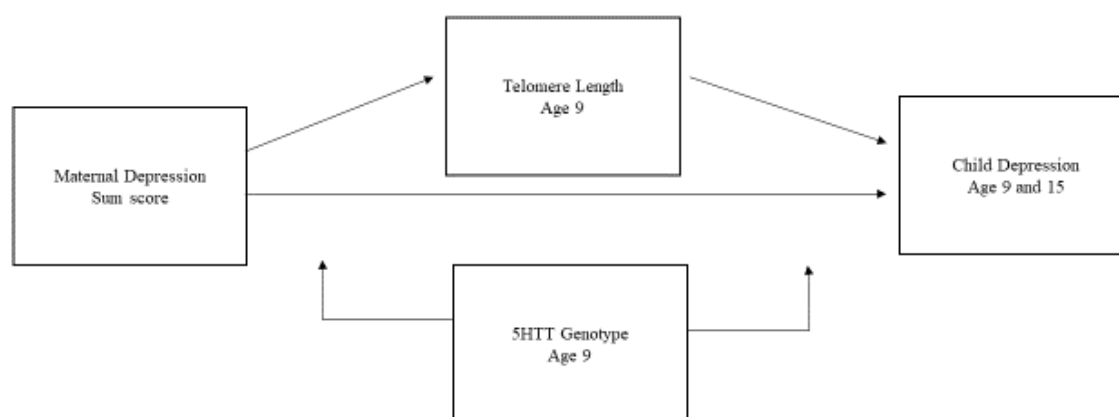 Telomere Length
Age 9
Maternal Depression
Sum score
Child Depression
Age 9 and 15
5HTT Genotype
Age 9